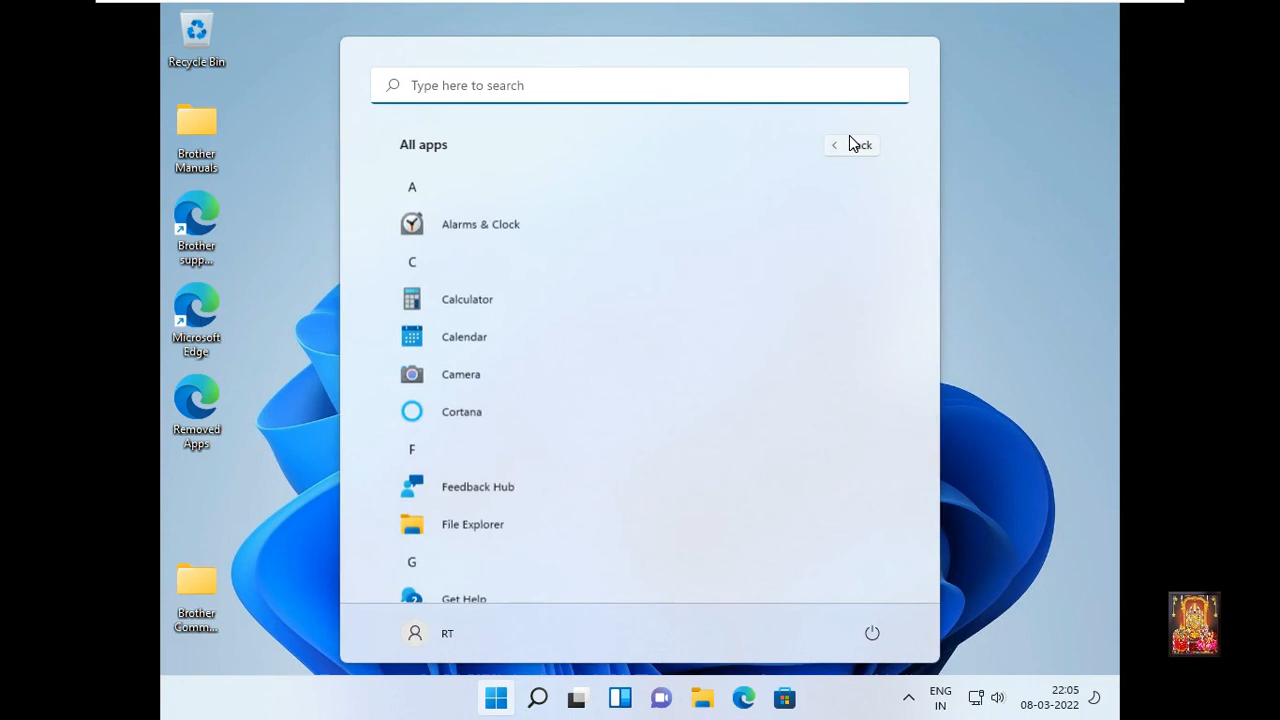 Recycle Bin
Brother
Manuals
Brother
supp...
Microsoft
Edge
Removed
Apps
Brother
Comm...
Type here to search
All apps
A
Alarms & Clock
C
Calculator
Calendar
Camera
Cortana
F
Feedback Hub
File Explorer
G
Get Help
RT
ENG
IN
22:05
08-03-2022